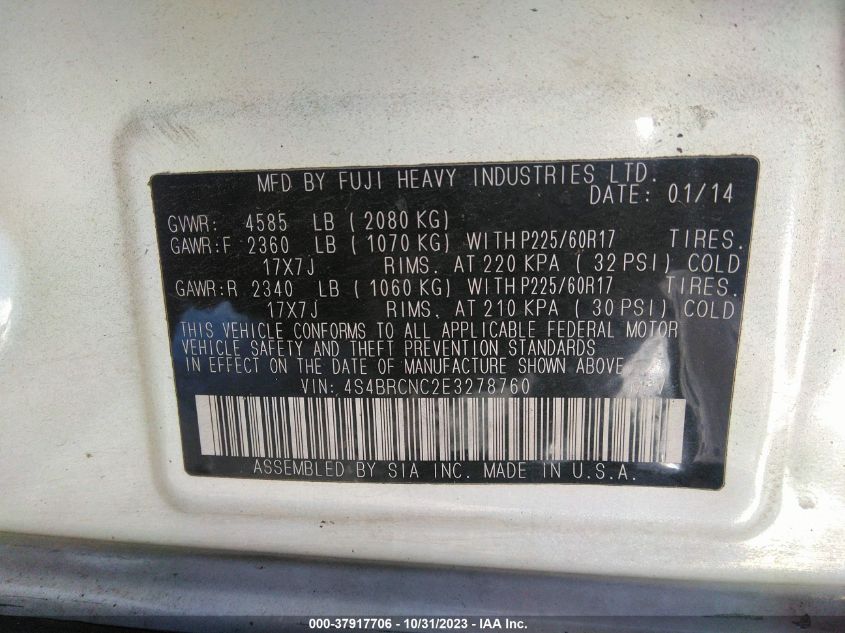 MFD BY FUJI HEAVY INDUSTRIES LTD.
DATE: 01/14
GVWR: 4585 LB ( 2080 KG)
GAWR:F 2360 LB ( 1070 KG) WITH P225/60R17 TIRES.
17X7J RIMS. AT 220 KPA ( 32 PSI) COLD
GAWR:R 2340 LB ( 1060 KG) WITH P225/60R17 TIRES.
17X7J RIMS. AT 210 KPA ( 30 PSI) COLD
THIS VEHICLE CONFORMS TO ALL APPLICABLE FEDERAL MOTOR
VEHICLE SAFETY AND THEFT PREVENTION STANDARDS
IN EFFECT ON THE DATE OF MANUFACTURE SHOWN ABOVE
VIN: 4S4BRCNC2E3278760
ASSEMBLED BY SIA INC. MADE IN U.S.A.
000-37917706 - 10/31/2023 - IAA Inc.